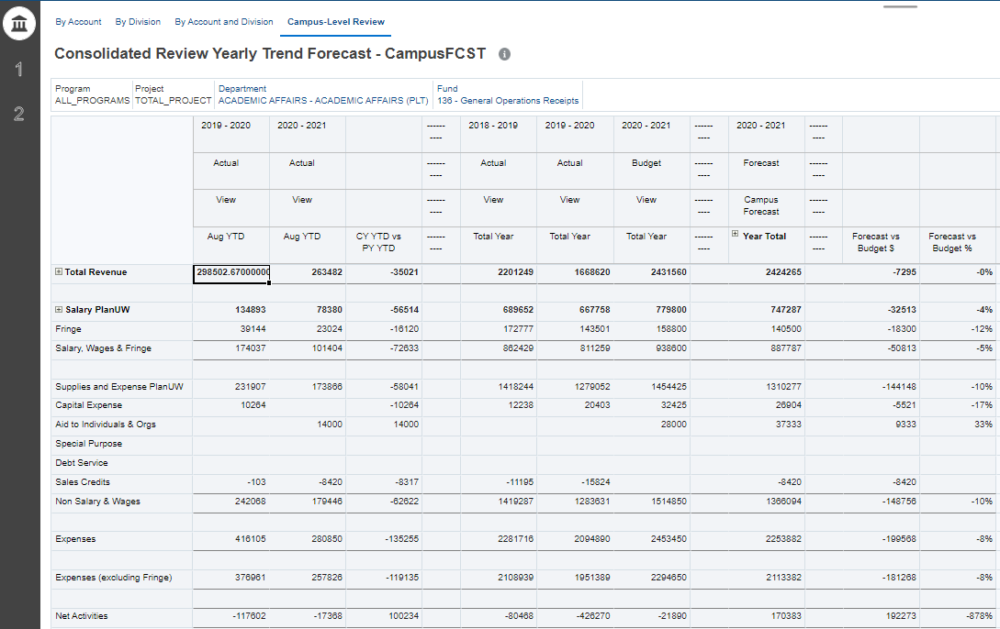 By Account By Division By Account and Division Campus-Level Review
Consolidated Review Yearly Trend Forecast - CampusFCST i
1
2
Program Project Department Fund
ALL_PROGRAMS TOTAL_PROJECT ACADEMIC AFFAIRS - ACADEMIC AFFAIRS (PLT) 136 - General Operations Receipts
2019 - 2020 2020 - 2021 ------ 2018 - 2019 2019 - 2020 2020 - 2021 ------ 2020 - 2021 ------
---- ---- ----
Actual Actual ------ Actual Actual Budget ------ Forecast ------
---- ---- ----
View View ------ View View View ------ Campus ------
---- ---- Forecast ----
Aug YTD Aug YTD CY YTD vs ------ Total Year Total Year Total Year ------ Year Total ------ Forecast vs Forecast vs
PY YTD ---- ---- ---- Budget $ Budget %
Total Revenue 298502.67000000 263482 -35021 2201249 1668620 2431560 2424265 -7295 -0%
Salary PlanUW 134893 78380 -56514 689652 667758 779800 747287 -32513 -4%
Fringe 39144 23024 -16120 172777 143501 158800 140500 -18300 -12%
Salary, Wages & Fringe 174037 101404 -72633 862429 811259 938600 887787 -50813 -5%
Supplies and Expense PlanUW 231907 173866 -58041 1418244 1279052 1454425 1310277 -144148 -10%
Capital Expense 10264 -10264 12238 20403 32425 26904 -5521 -17%
Aid to Individuals & Orgs 14000 14000 28000 37333 9333 33%
Special Purpose
Debt Service
Sales Credits -103 -8420 -8317 -11195 -15824 -8420 -8420
Non Salary & Wages 242068 179446 -62622 1419287 1283631 1514850 1366094 -148756 -10%
Expenses 416105 280850 -135255 2281716 2094890 2453450 2253882 -199568 -8%
Expenses (excluding Fringe) 376961 257826 -119135 2108939 1951389 2294650 2113382 -181268 -8%
Net Activities -117602 -17368 100234 -80468 -426270 -21890 170383 192273 -878%